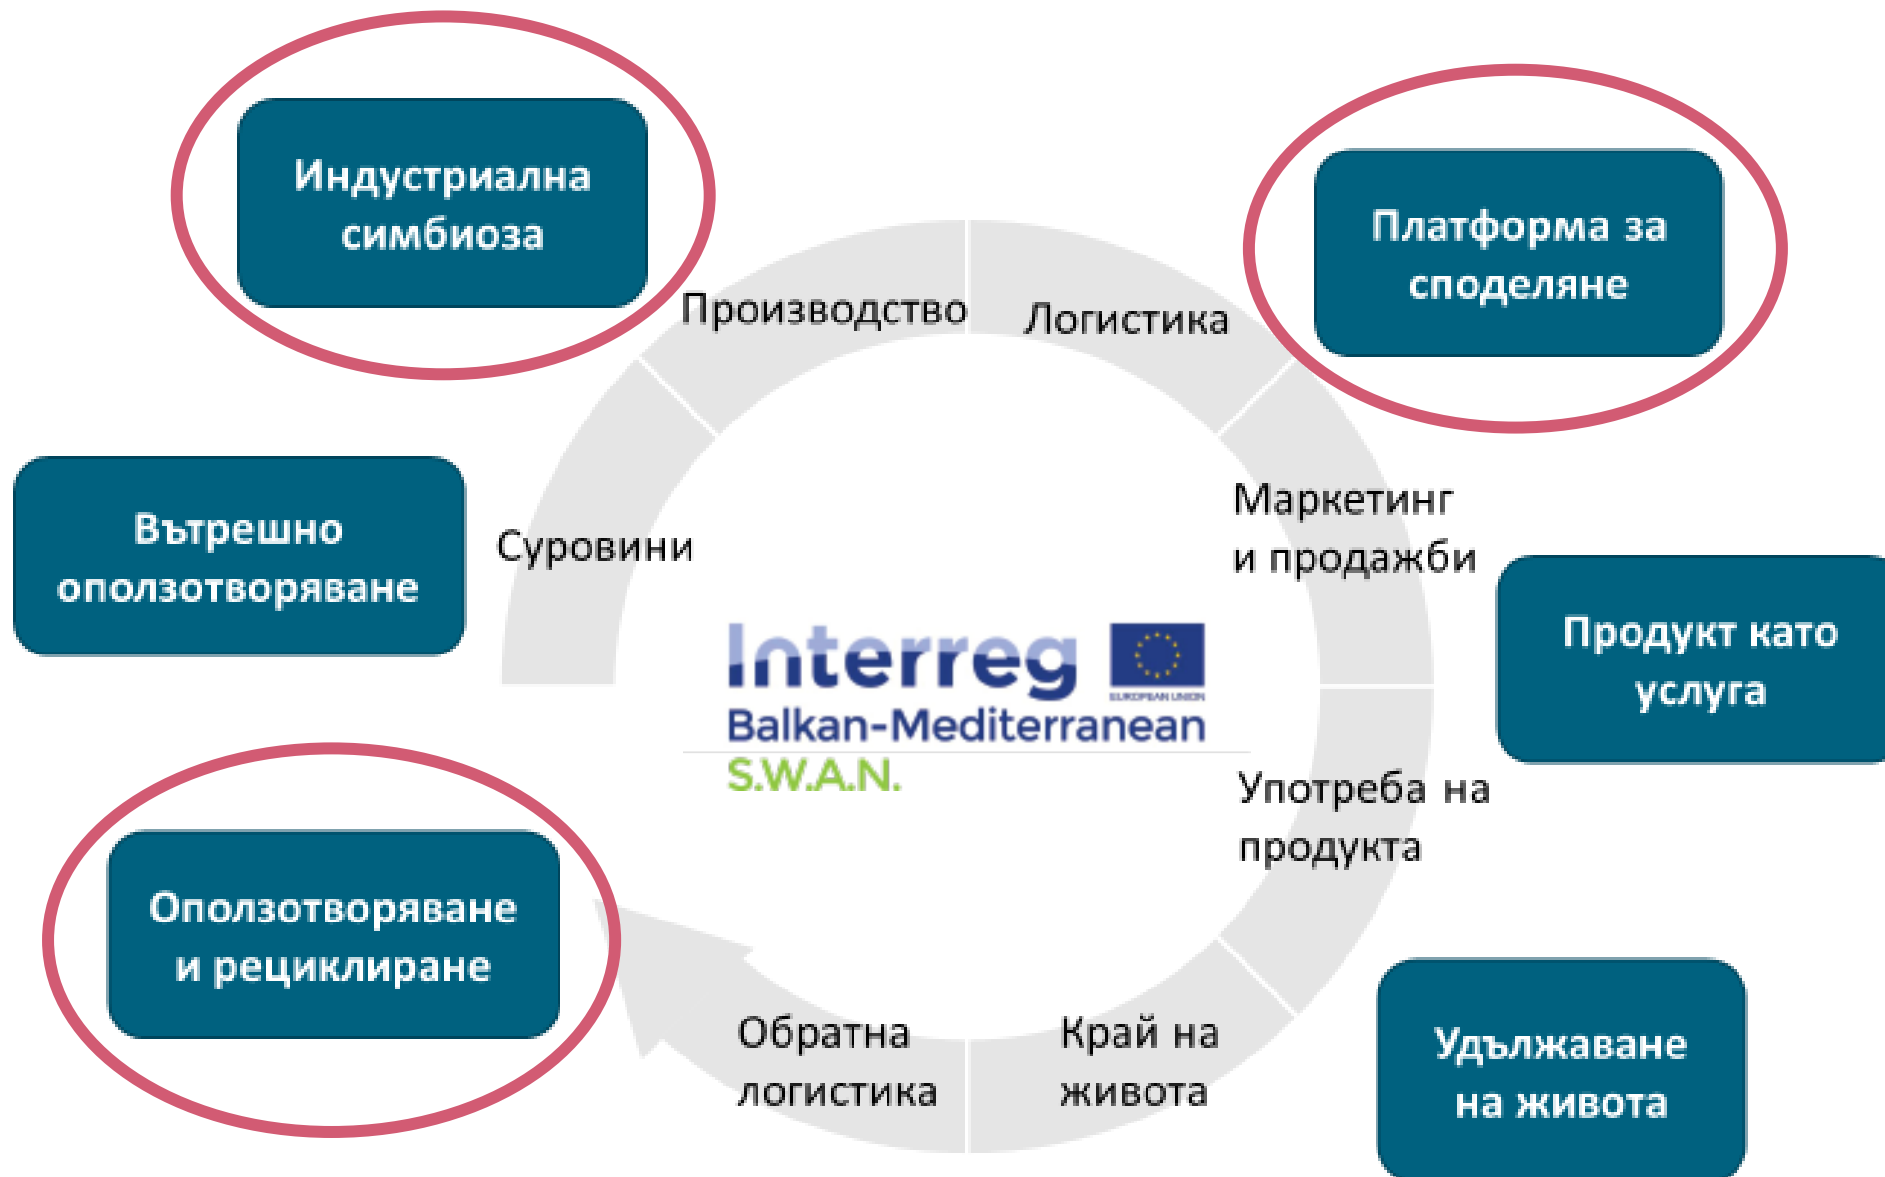 Индустриална
симбиоза
Платформа за
споделяне
Производство
Логистика
Вътрешно
оползотворяване
Суровини
Маркетинг
и продажби
Продукт като
услуга
Interreg
EUROPEAN UNION
Balkan-Mediterranean
S.W.A.N.
Употреба на
продукта
Оползотворяване
и рециклиране
Обратна
логистика
Край на
живота
Удължаване
на живота